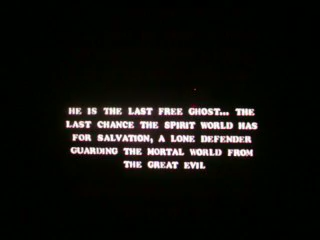 HE IS THE LAST FREE GHOST... THE
LAST CHANCE THE SPIRIT WORLD HAS
FOR SALVATION, A LONE DEFENDER
GUARDING THE MORTAL WORLD FROM
THE GREAT EVIL